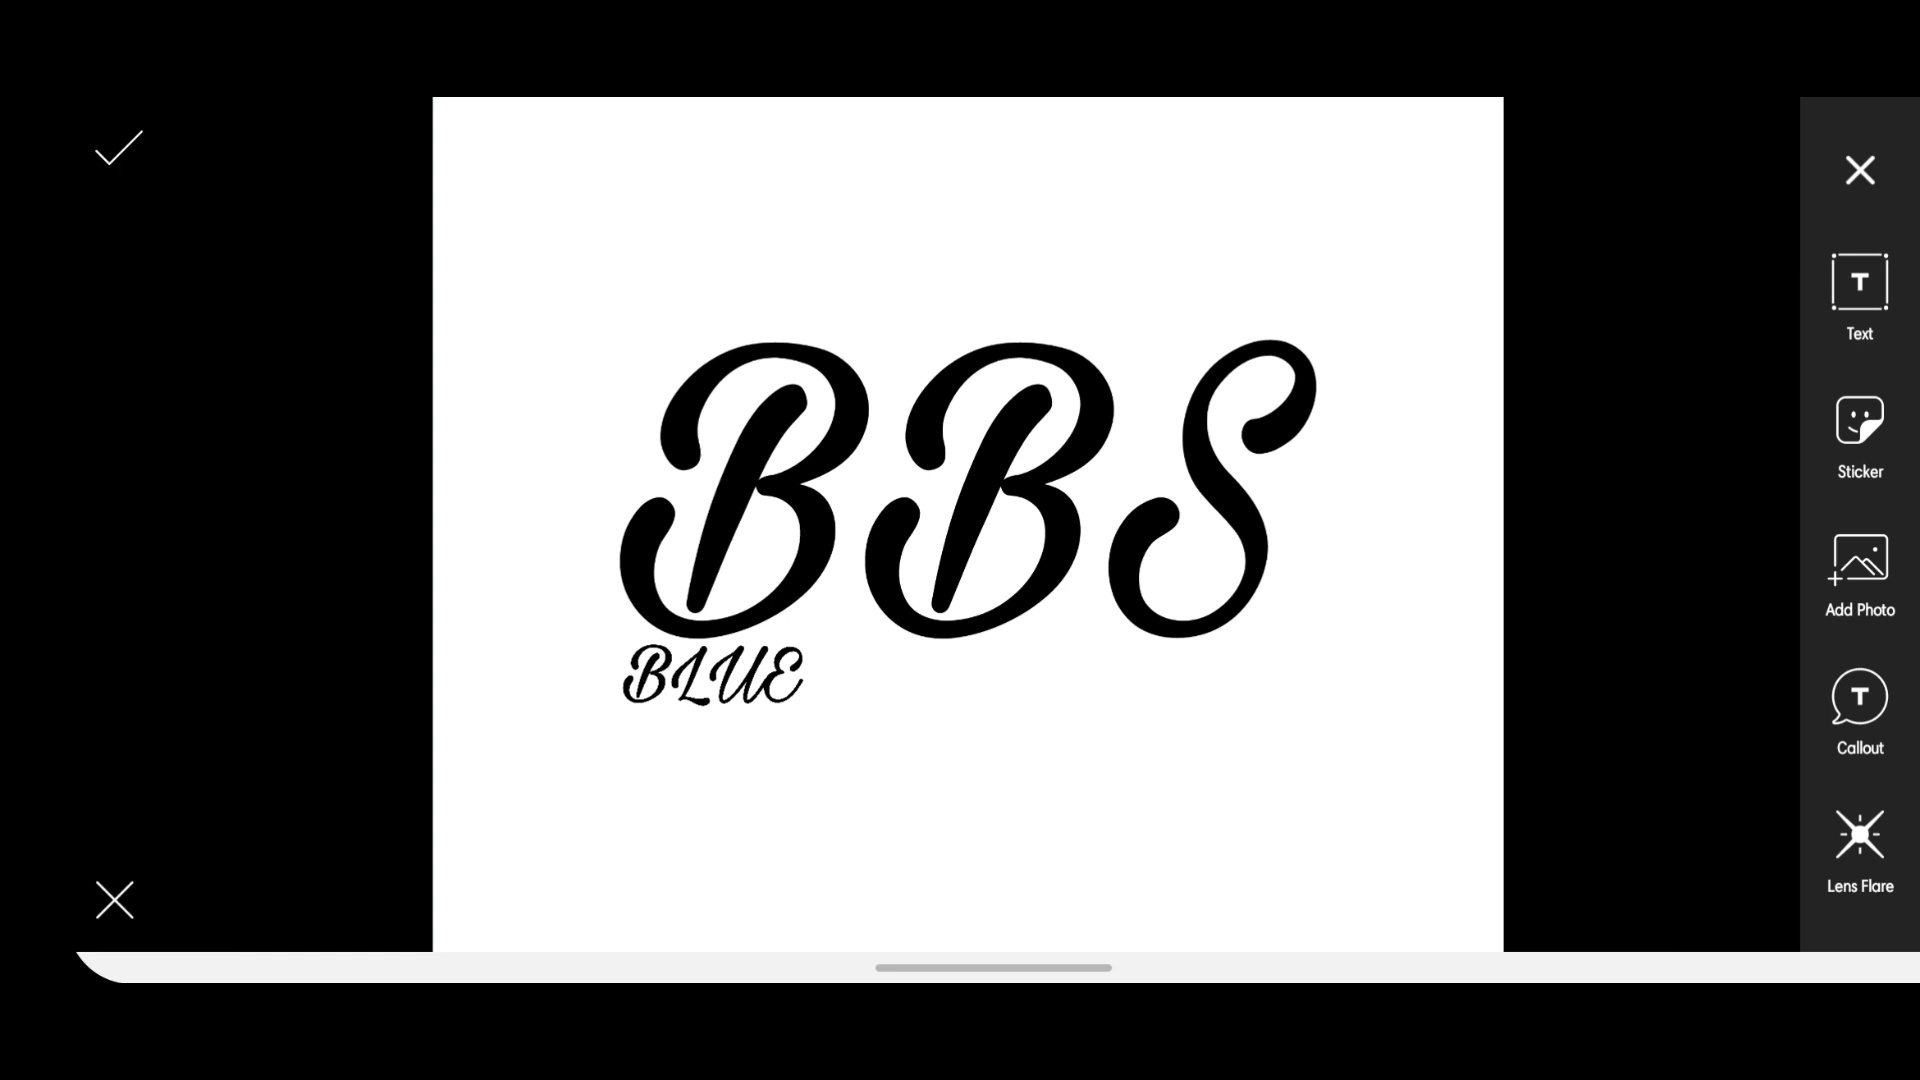 BBS
BLUE
T
Text
Sticker
Add Photo
T
Callout
Lens Flare